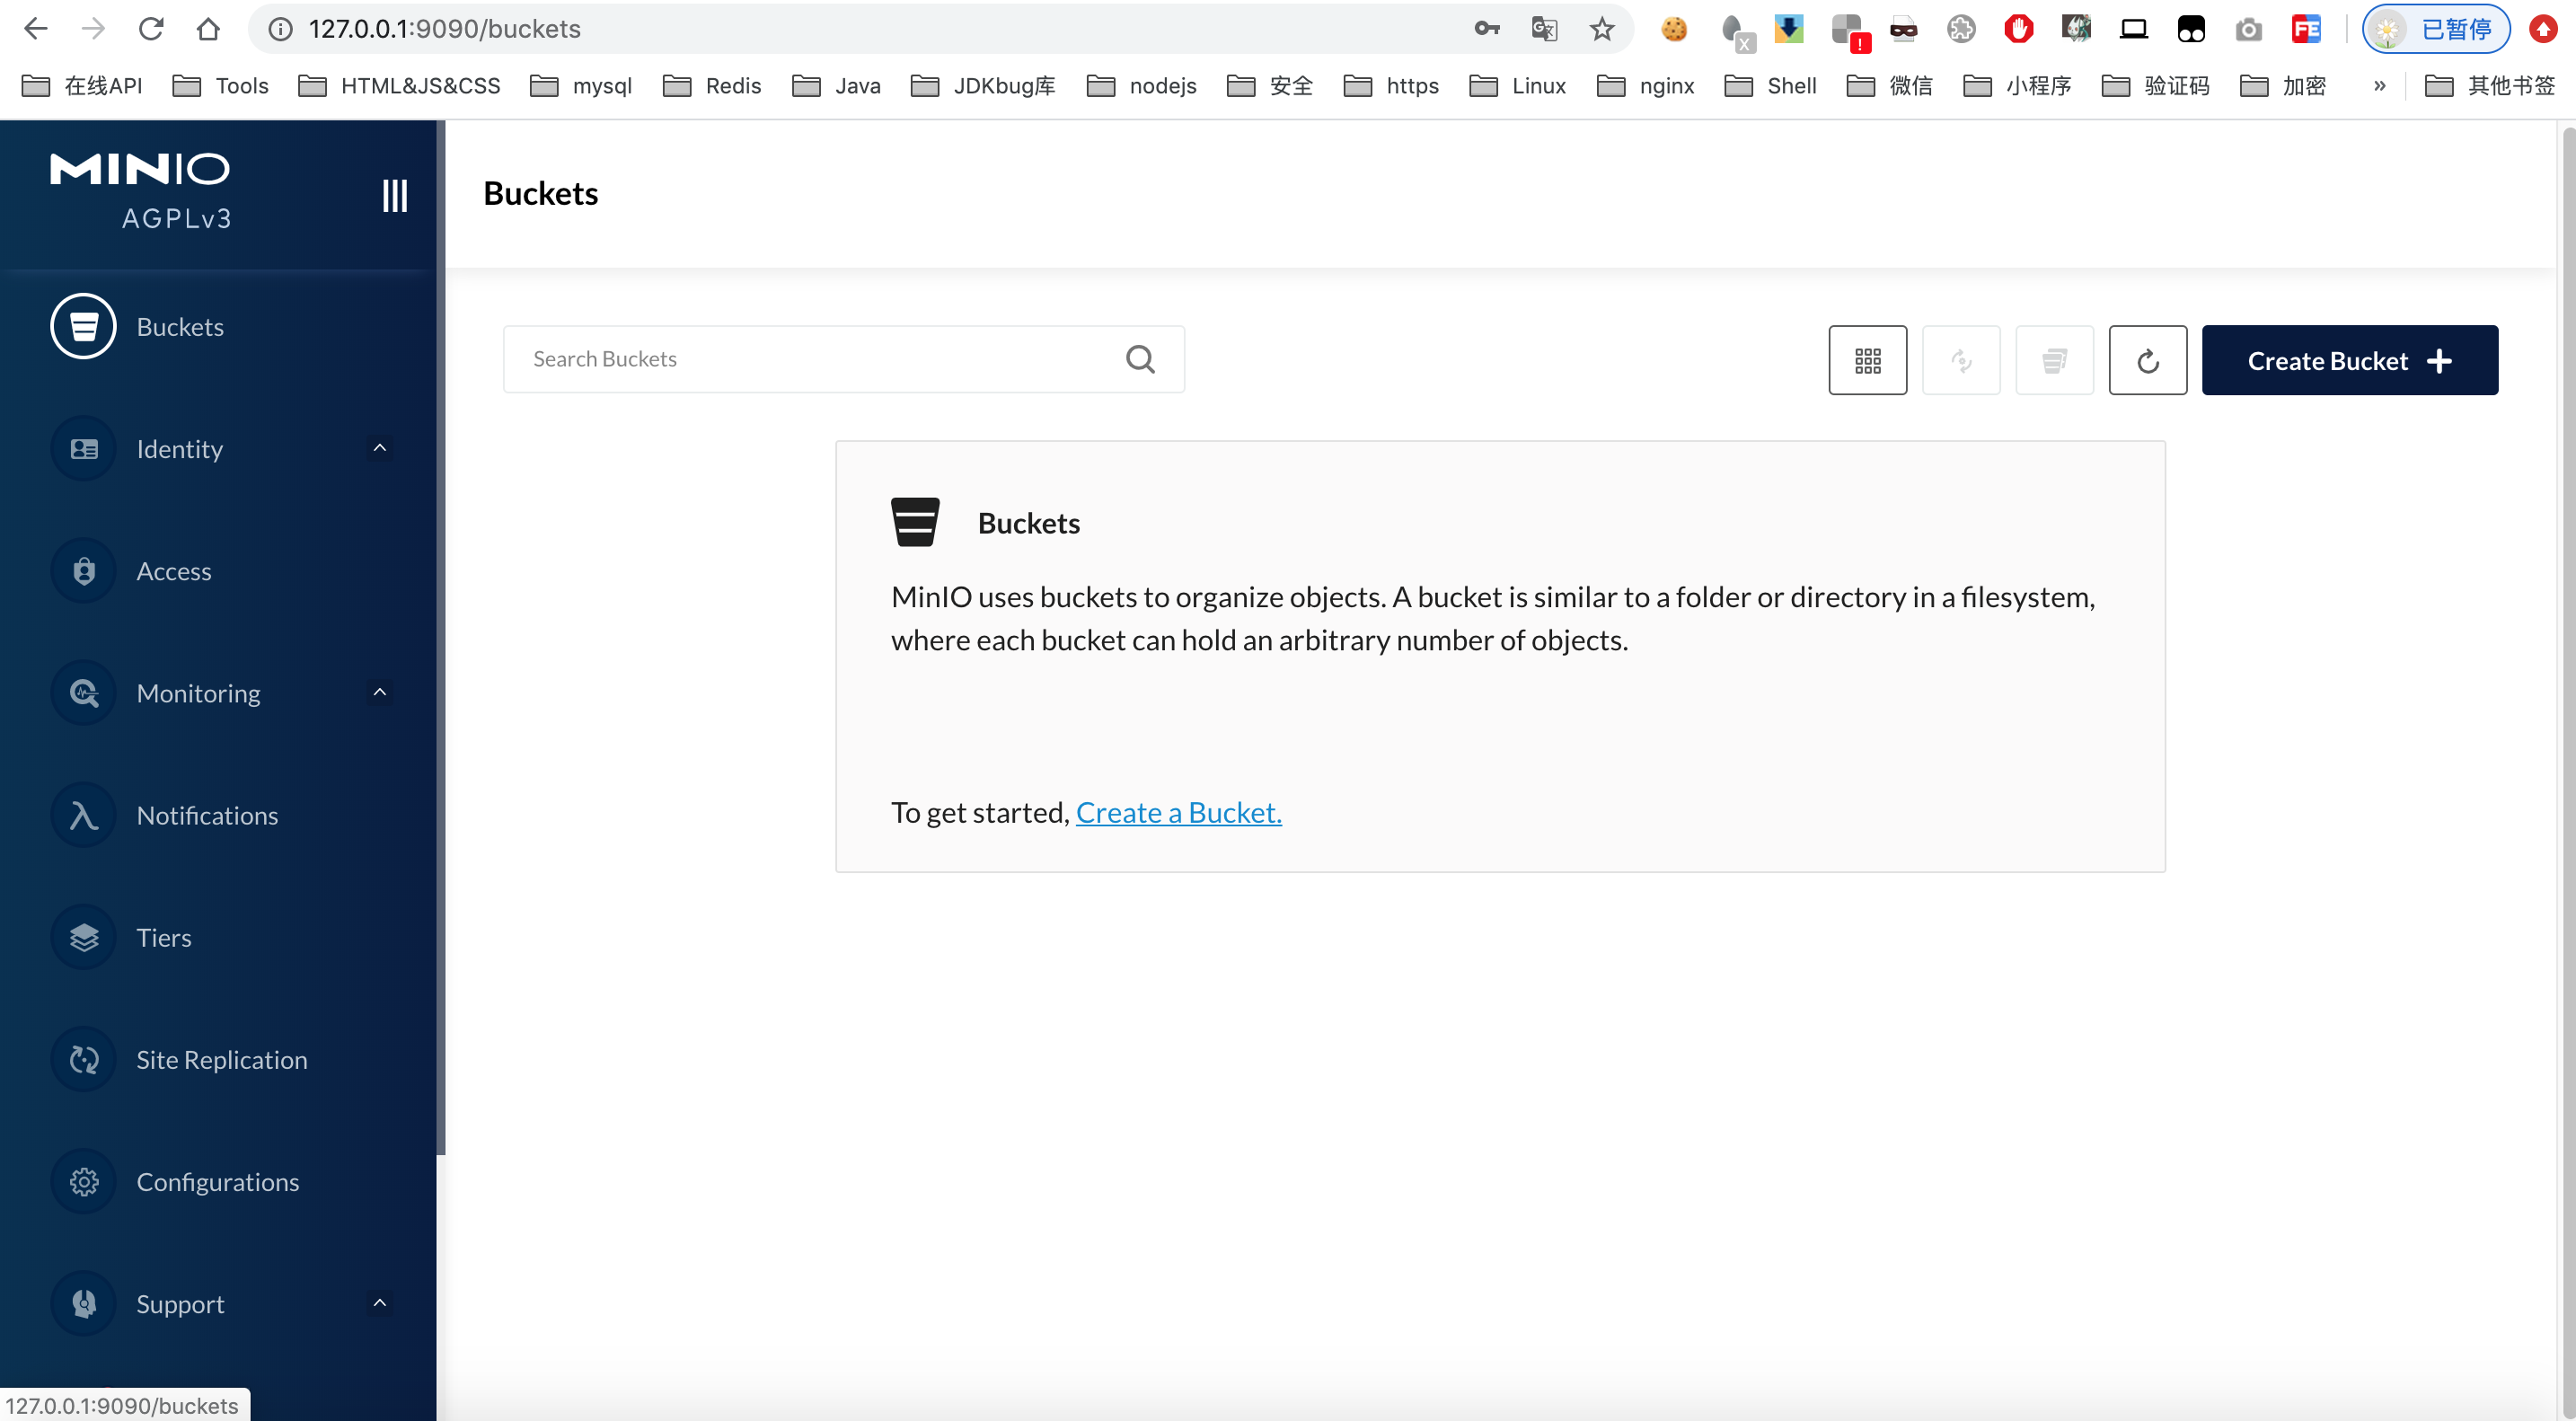 127.0.0.1:9090/buckets
X
!
FE
已暂停
在线API
Tools
HTML&JS&CSS
mysql
Redis
Java
JDKbug库
nodejs
安全
https
Linux
nginx
Shell
微信
小程序
验证码
加密
»
其他书签
MINIO
AGPLv3
Buckets
Identity
Access
Monitoring
Notifications
Tiers
Site Replication
Configurations
Support
127.0.0.1:9090/buckets
Buckets
Search Buckets
Create Bucket
Buckets
MinIO uses buckets to organize objects. A bucket is similar to a folder or directory in a filesystem,
where each bucket can hold an arbitrary number of objects.
To get started, Create a Bucket.